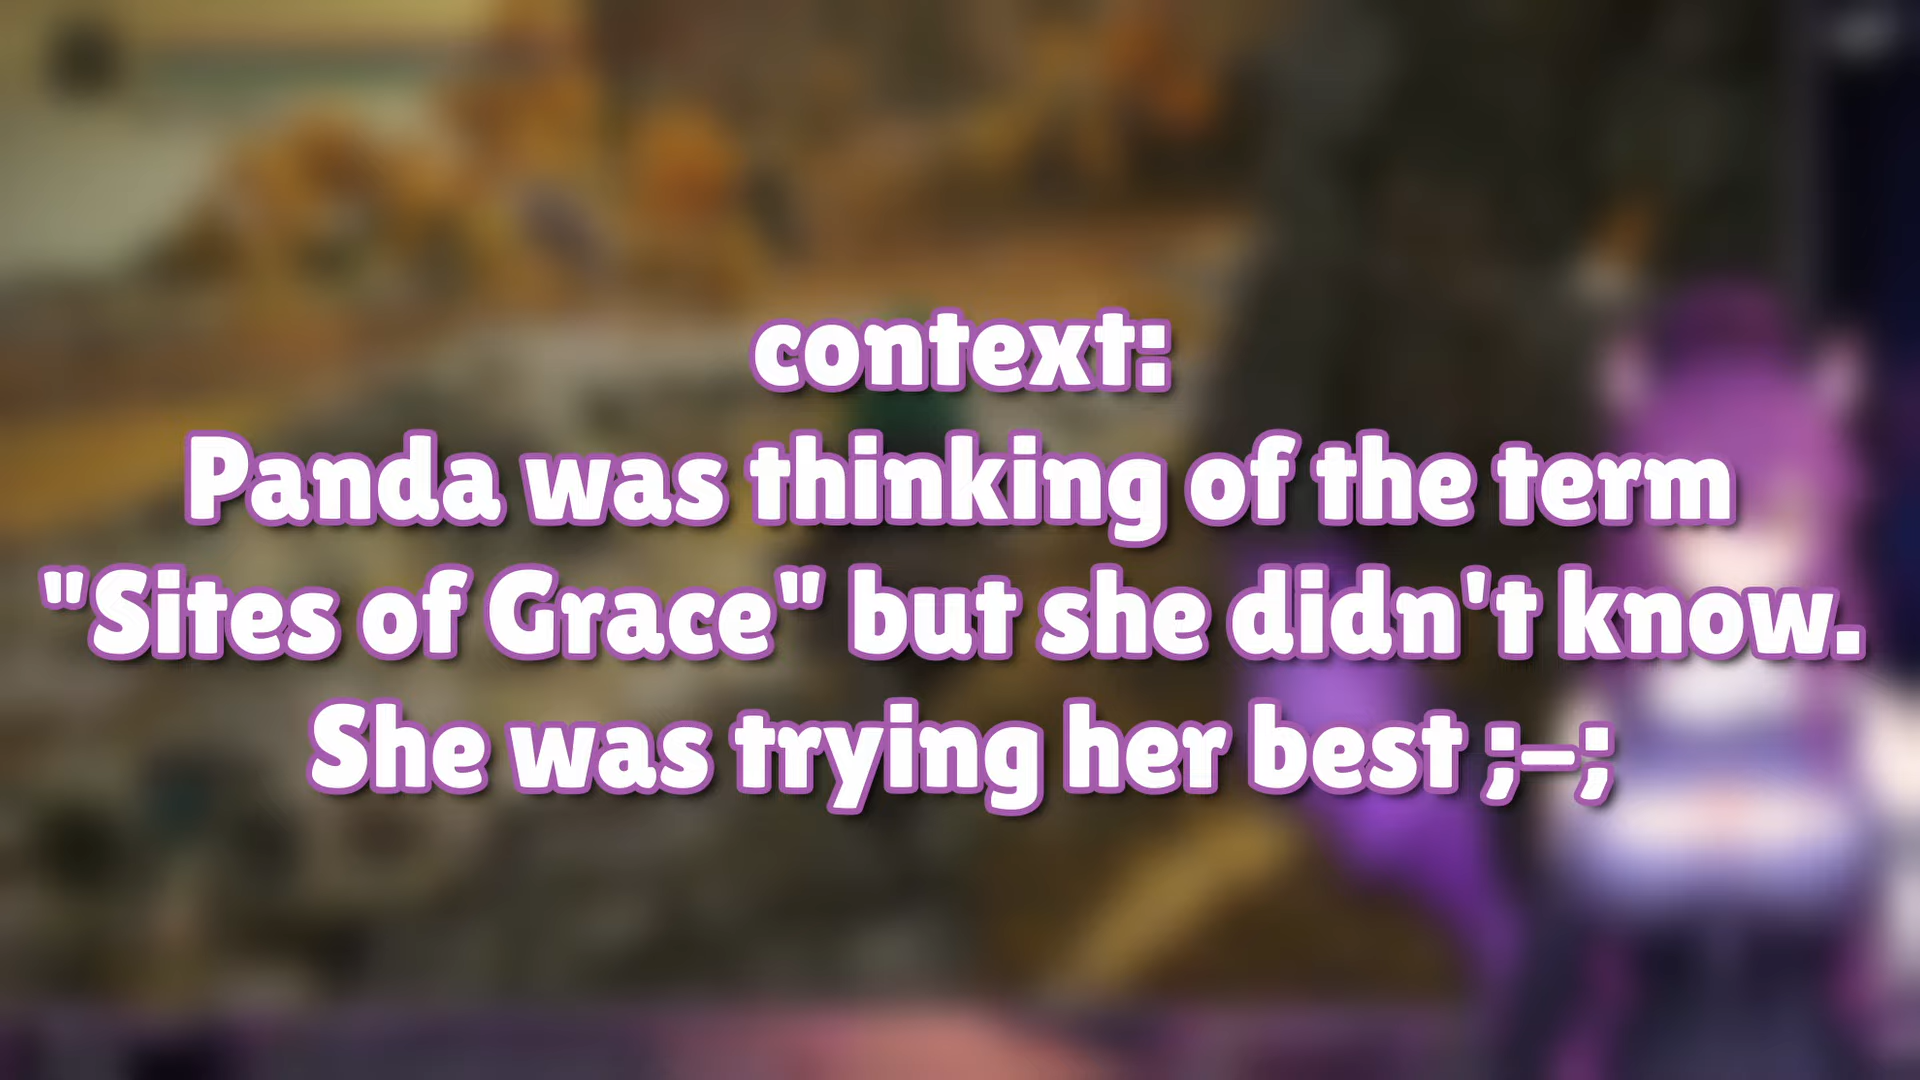 context:
Panda was thinking of the term
"Sites of Grace" but she didn't know.
She was trying her best ;-;